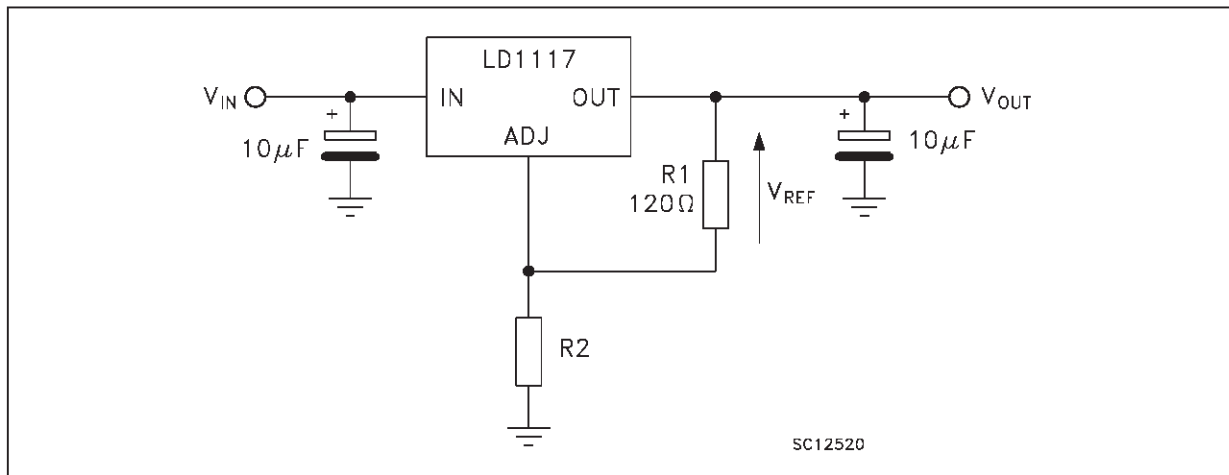 LD1117
V_IN
IN
OUT
V_OUT
+
10μF
ADJ
R1
120Ω
V_REF
+
10μF
R2
SC12520